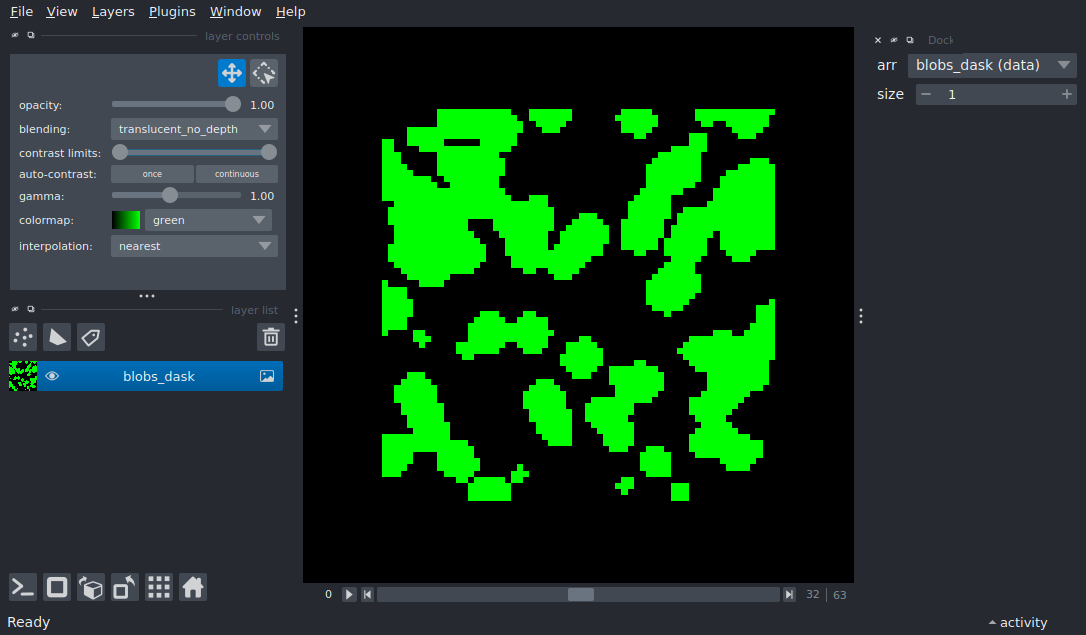 File View Layers Plugins Window Help
layer controls
opacity: 1.00
blending: translucent_no_depth
contrast limits:
auto-contrast: once continuous
gamma: 1.00
colormap: green
interpolation: nearest
layer list
blobs_dask
0 32 63
Dock
arr blobs_dask (data)
size 1
Ready
activity